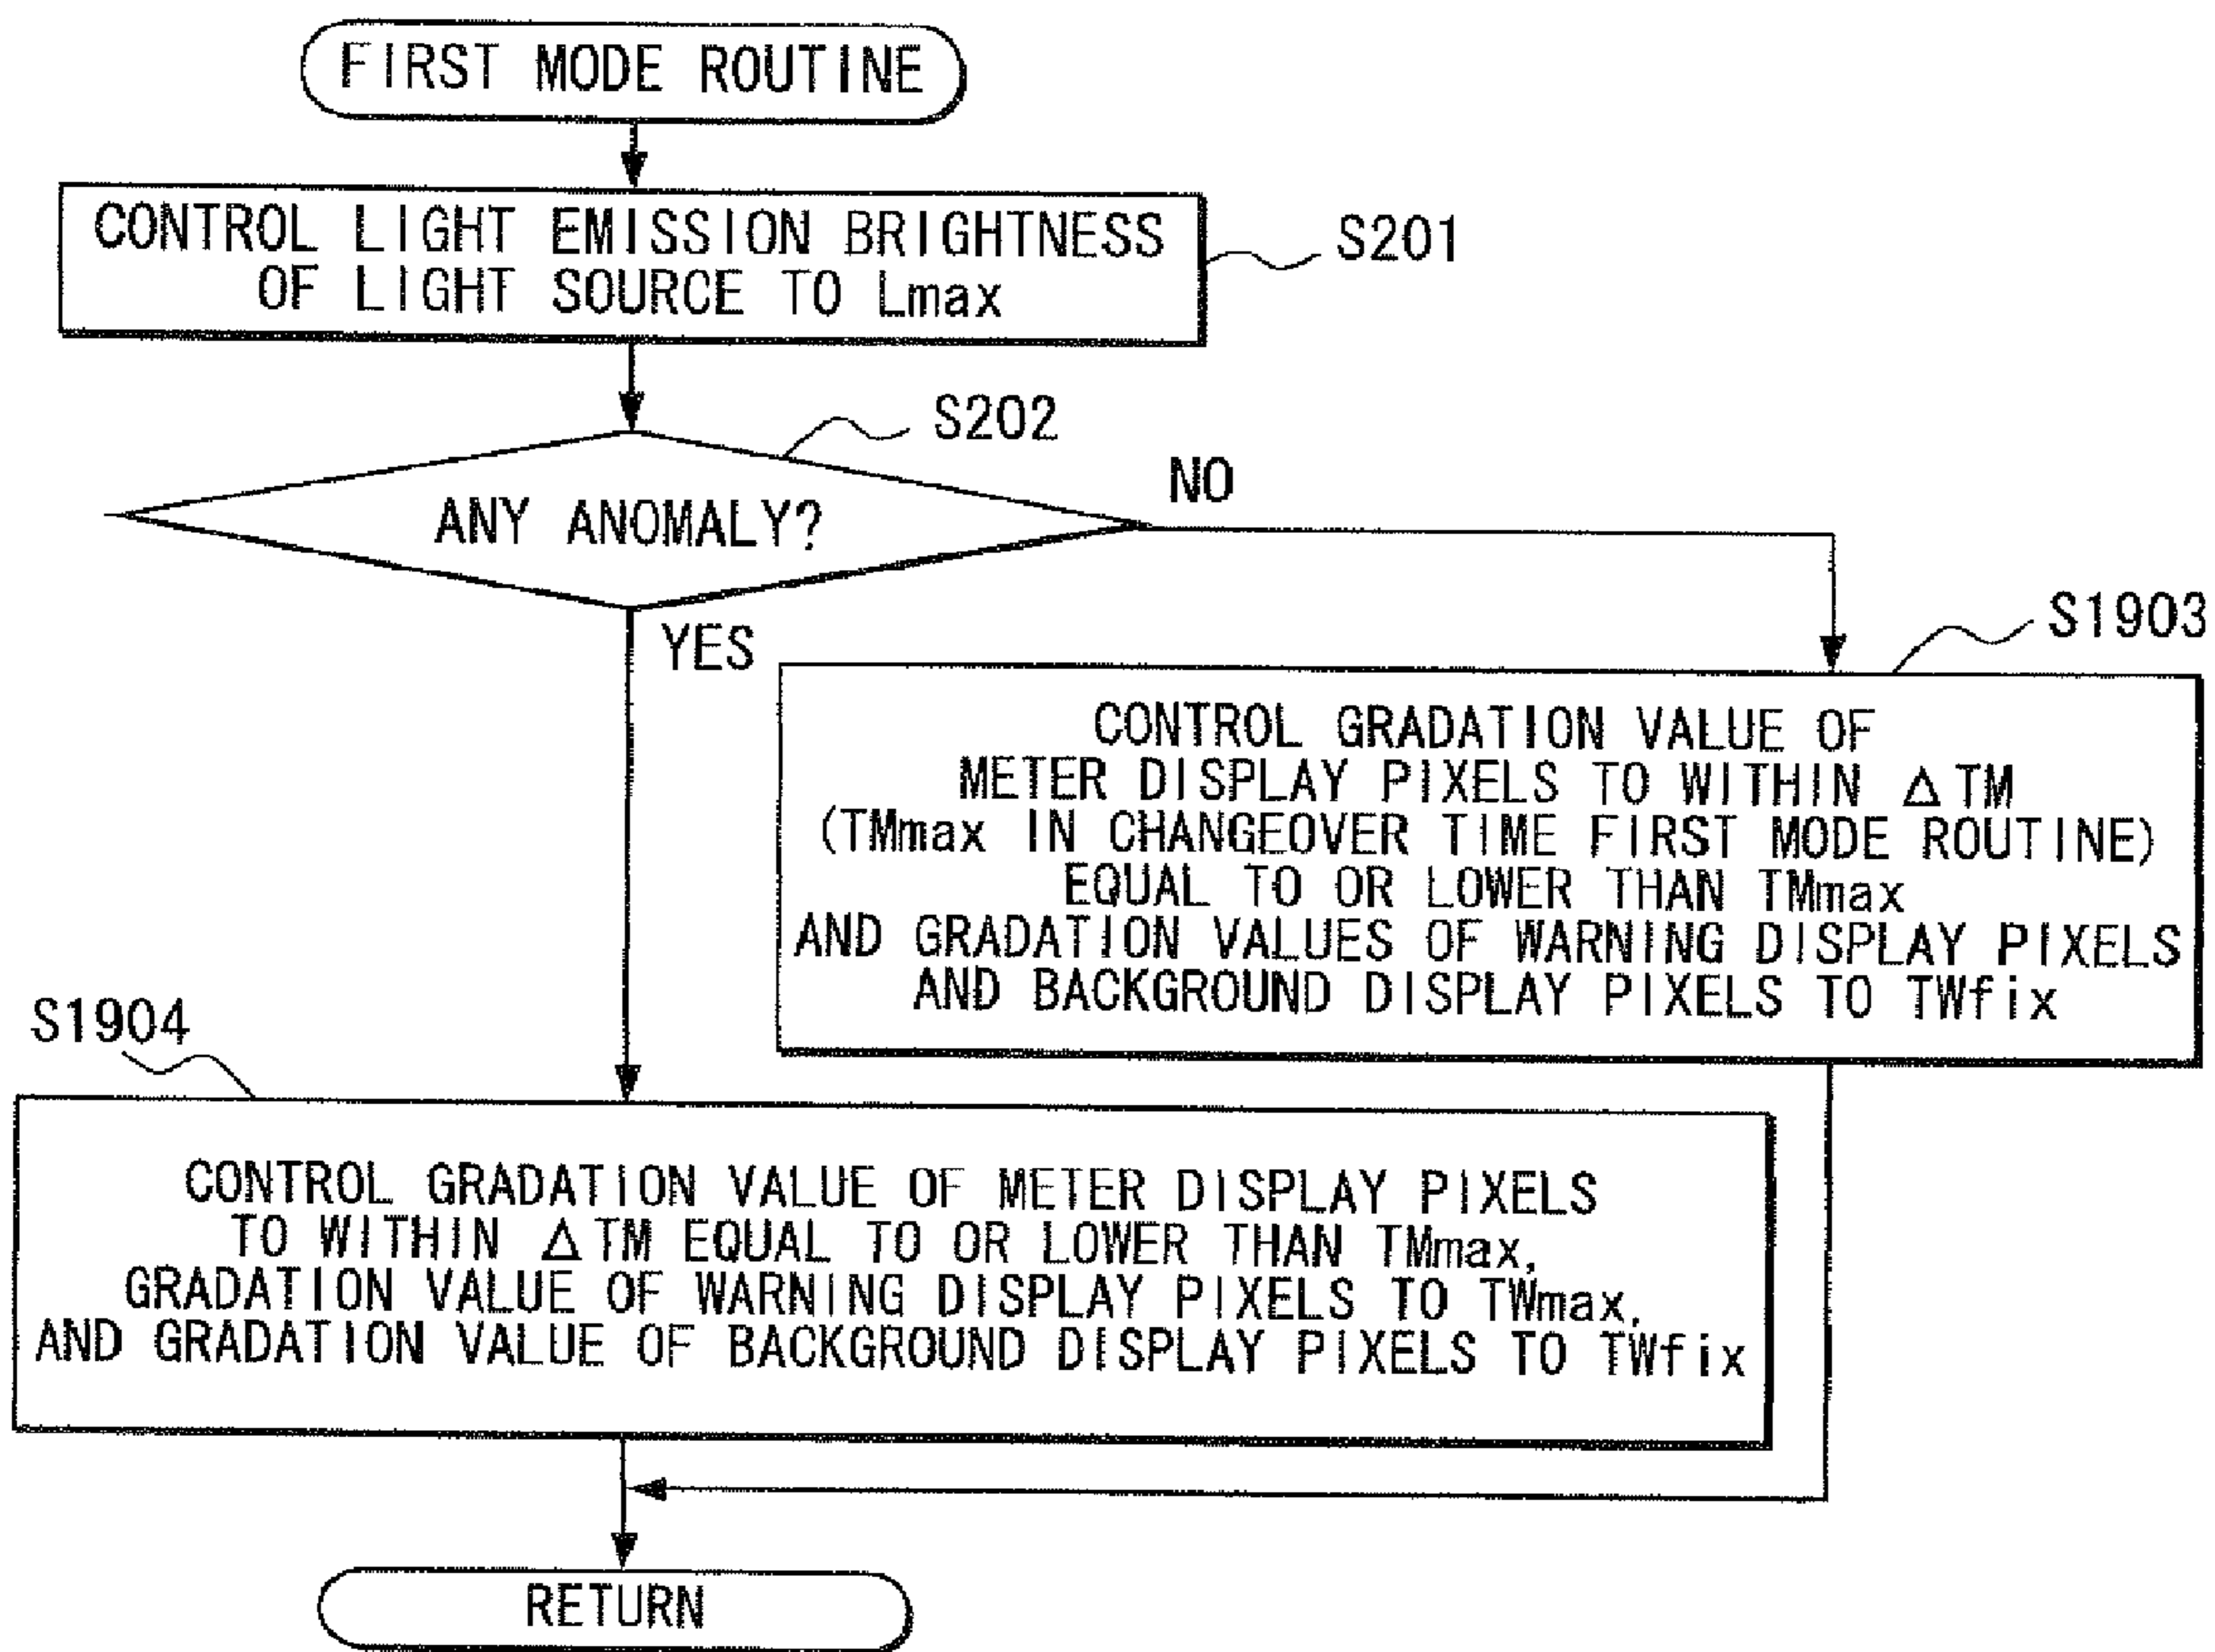 FIRST MODE ROUTINE
CONTROL LIGHT EMISSION BRIGHTNESS
OF LIGHT SOURCE TO Lmax
S201
S202
ANY ANOMALY?
NO
YES
S1903
CONTROL GRADATION VALUE OF
METER DISPLAY PIXELS TO WITHIN ΔTM
(TMmax IN CHANGEOVER TIME FIRST MODE ROUTINE)
EQUAL TO OR LOWER THAN TMmax
AND GRADATION VALUES OF WARNING DISPLAY PIXELS
AND BACKGROUND DISPLAY PIXELS TO TWfix
S1904
CONTROL GRADATION VALUE OF METER DISPLAY PIXELS
TO WITHIN ΔTM EQUAL TO OR LOWER THAN TMmax,
GRADATION VALUE OF WARNING DISPLAY PIXELS TO TWmax,
AND GRADATION VALUE OF BACKGROUND DISPLAY PIXELS TO TWfix
RETURN